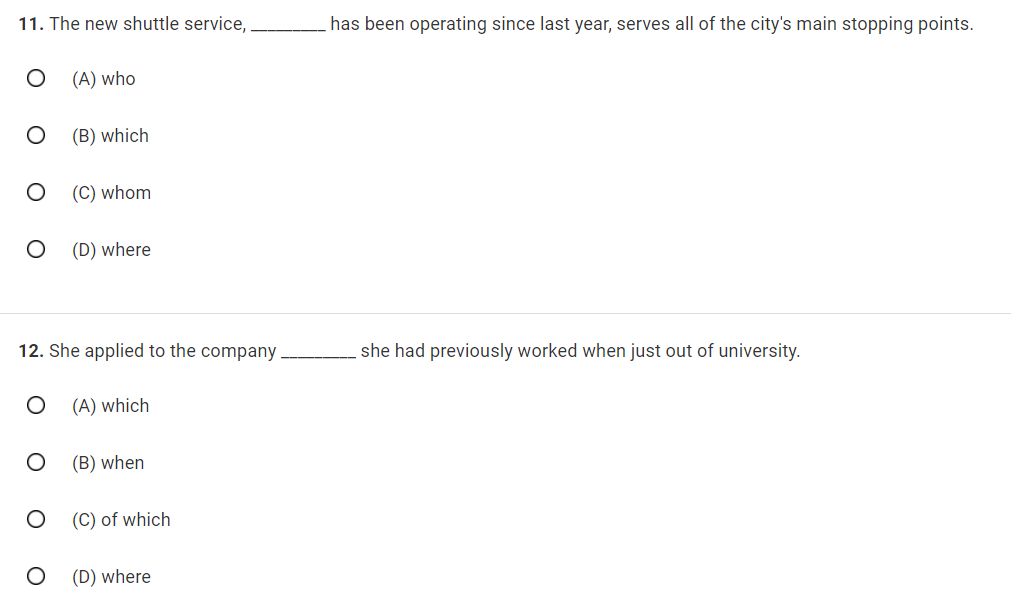 11. The new shuttle service, _________ has been operating since last year, serves all of the city's main stopping points.
(A) who
(B) which
(C) whom
(D) where
12. She applied to the company _________ she had previously worked when just out of university.
(A) which
(B) when
(C) of which
(D) where